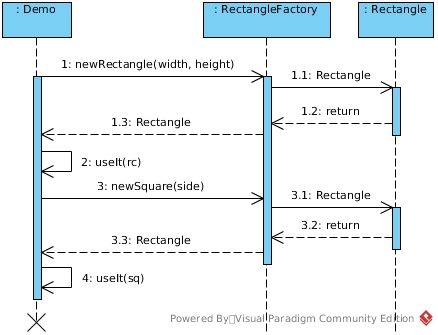 : Demo
: RectangleFactory
: Rectangle
1: newRectangle(width, height)
1.1: Rectangle
1.2: return
1.3: Rectangle
2: useIt(rc)
3: newSquare(side)
3.1: Rectangle
3.2: return
3.3: Rectangle
4: useIt(sq)
Powered By Visual Paradigm Community Edition